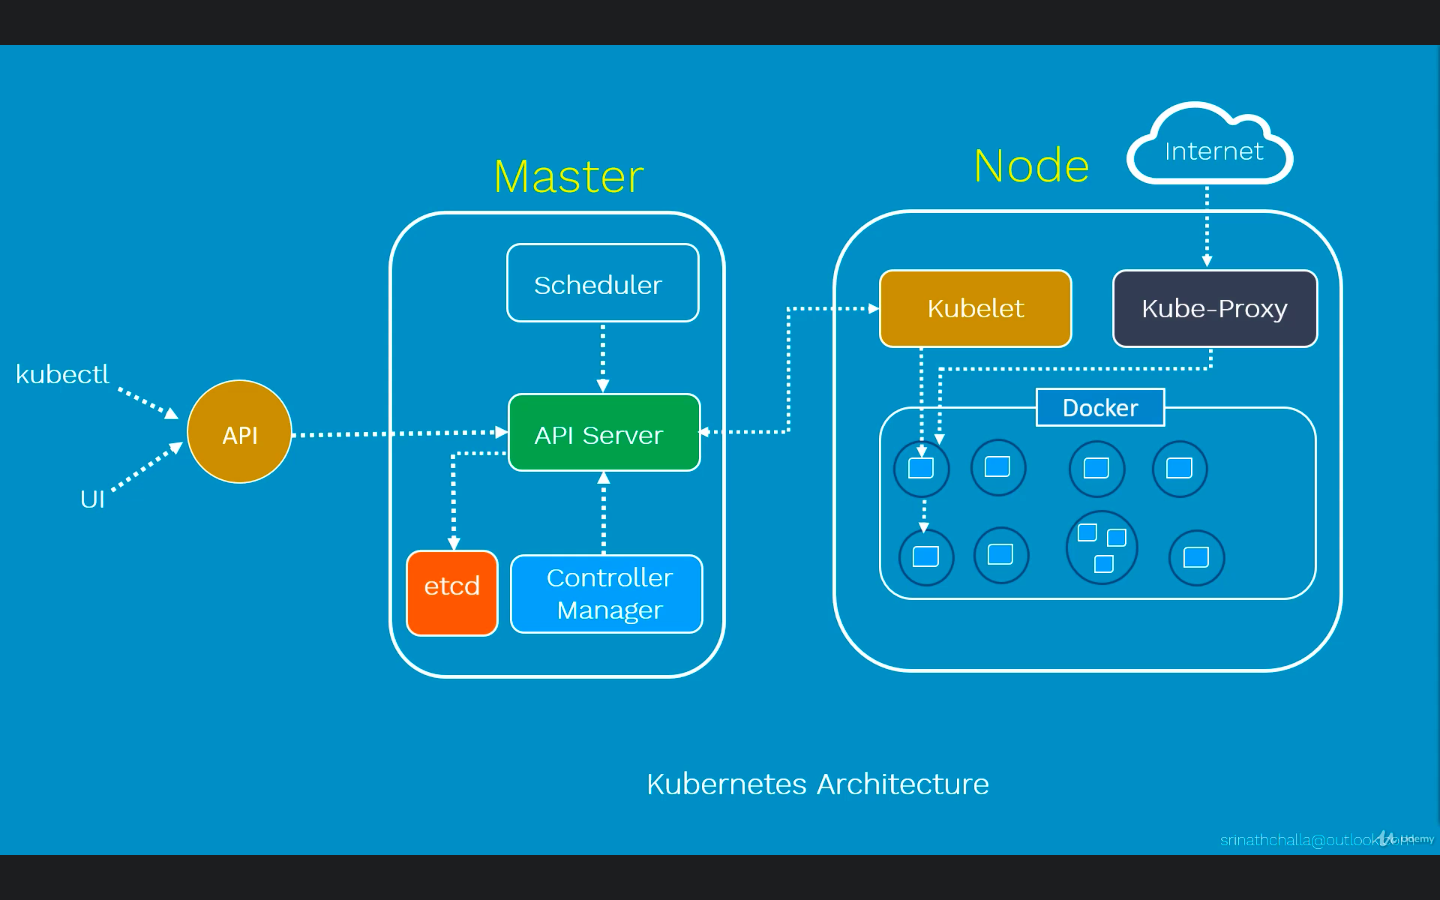 Internet
Master
Node
Scheduler
Kubelet
Kube-Proxy
kubectl
API
UI
API Server
Docker
etcd
Controller
Manager
Kubernetes Architecture
srinathchalla@outlook
Udemy